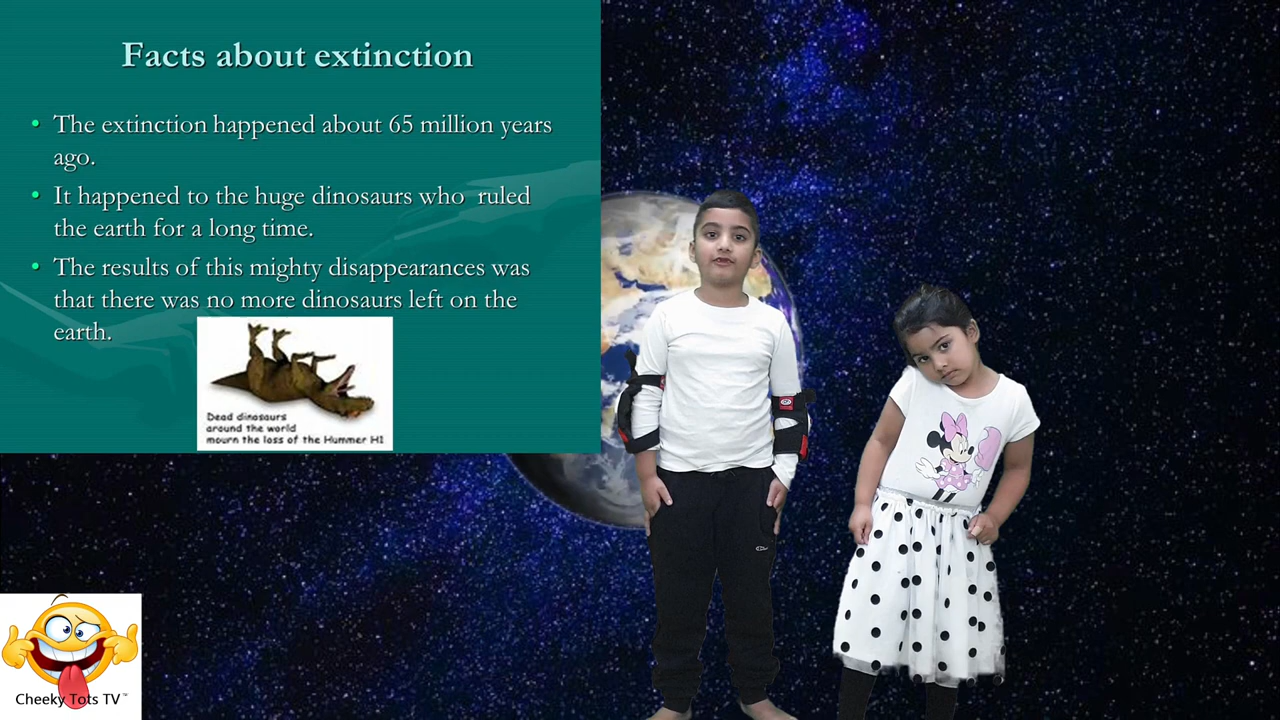 Facts about extinction
• The extinction happened about 65 million years
ago.
• It happened to the huge dinosaurs who ruled
the earth for a long time.
• The results of this mighty disappearances was
that there was no more dinosaurs left on the
earth.
Dead dinosaurs
around the world
mourn the loss of the Hummer H1
Cheeky Tots TV™